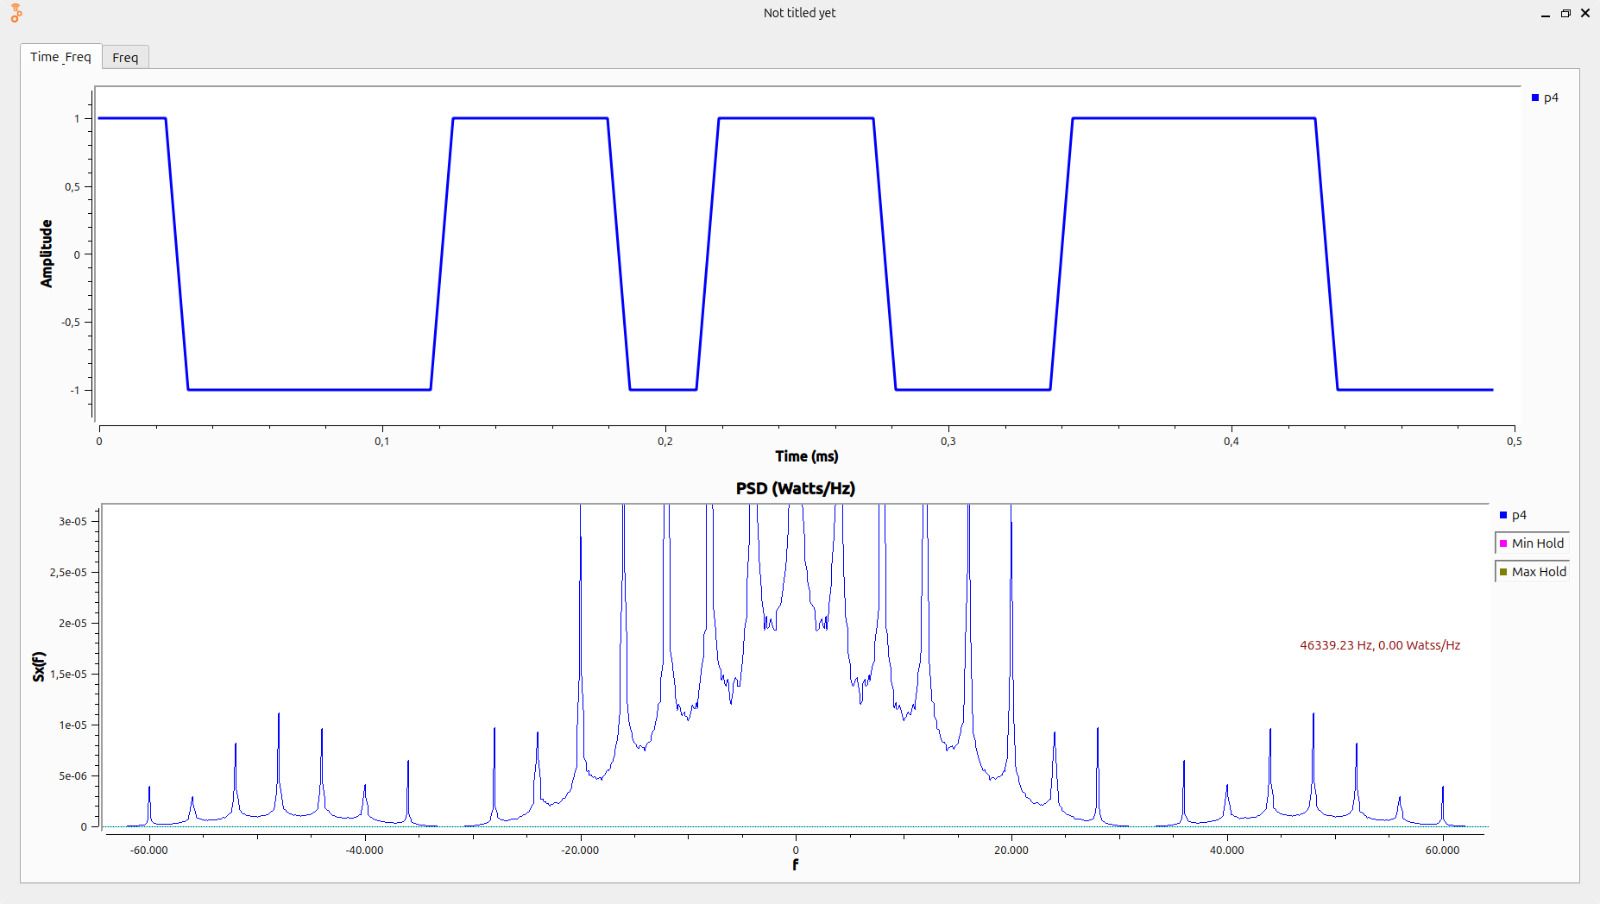 Not titled yet
Time_Freq
Freq
1
0,5
0
-0,5
-1
Amplitude
0
0,1
0,2
0,3
0,4
0,5
Time (ms)
p4
PSD (Watts/Hz)
3e-05
2,5e-05
2e-05
1,5e-05
1e-05
5e-06
0
Sx(f)
-60.000
-40.000
-20.000
0
20.000
40.000
60.000
f
p4
Min Hold
Max Hold
46339.23 Hz, 0.00 Watss/Hz